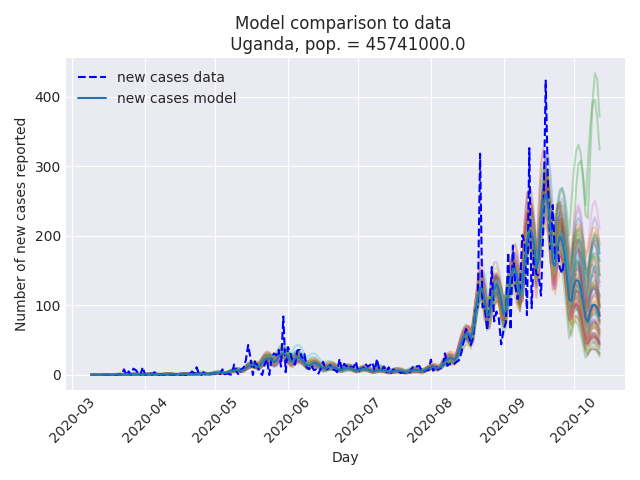 Model comparison to data
Uganda, pop. = 45741000.0
new cases data
new cases model
Number of new cases reported
400
300
200
100
0
2020-03
2020-04
2020-05
2020-06
2020-07
2020-08
2020-09
2020-10
Day